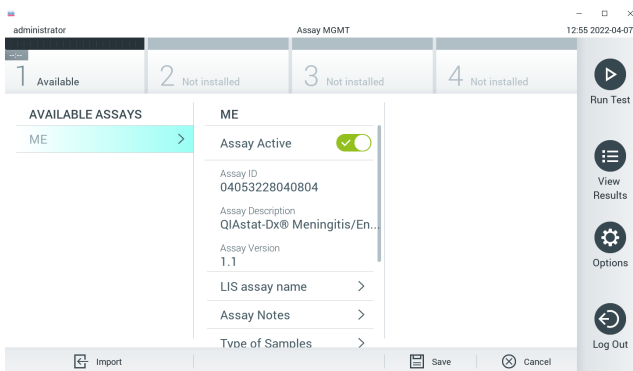 administrator
Assay MGMT
12:55 2022-04-07
--:--
1 Available
2 Not installed
3 Not installed
4 Not installed
Run Test
AVAILABLE ASSAYS
ME
ME
Assay Active
Assay ID
04053228040804
Assay Description
QIAstat-Dx® Meningitis/En...
Assay Version
1.1
LIS assay name
Assay Notes
Type of Samples
View
Results
Options
Log Out
Import
Save
Cancel